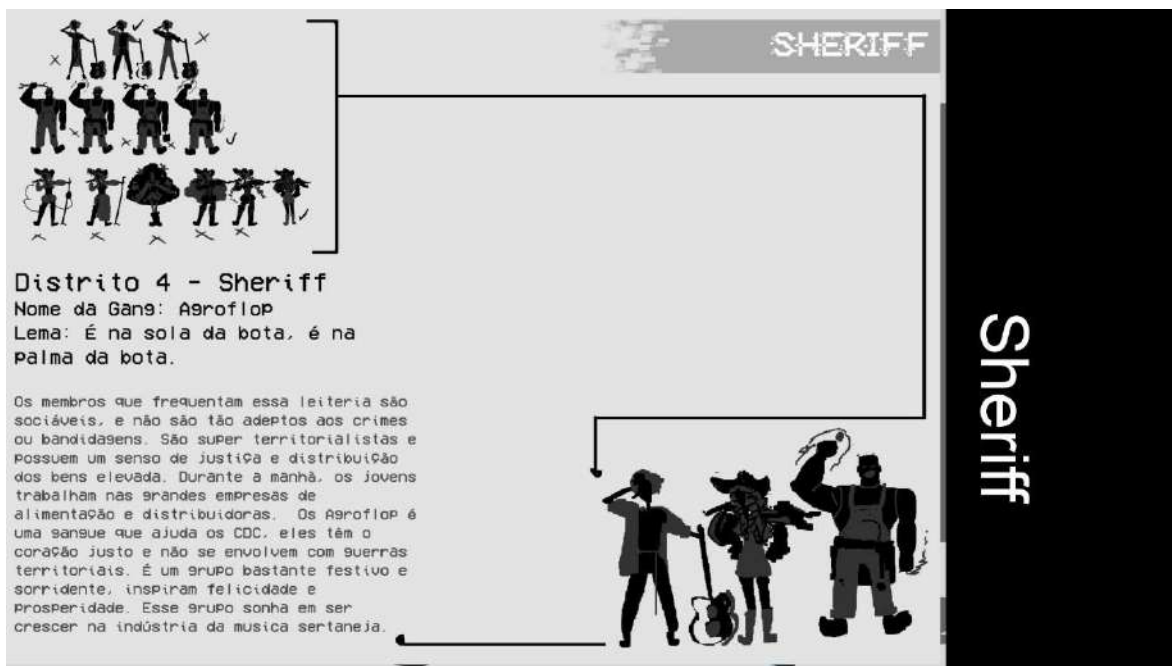 SHERIFF
Distrito 4 - Sheriff
Nome da Gang: Agroflop
Lema: É na sola da bota, é na
palma da bota.
Os membros que frequentam essa leiteria são
sociáveis, e não são tão adeptos aos crimes
ou bandidagens. São super territorialistas e
possuem um senso de justiça e distribuição
dos bens elevada. Durante a manhã, os jovens
trabalham nas grandes empresas de
alimentação e distribuidoras. Os Agroflop é
uma gangue que ajuda os CDC, eles têm o
coração justo e não se envolvem com guerras
territoriais. É um grupo bastante festivo e
sorridente, inspiram felicidade e
prosperidade. Esse grupo sonha em ser
crescer na indústria da musica sertaneja.
Sheriff